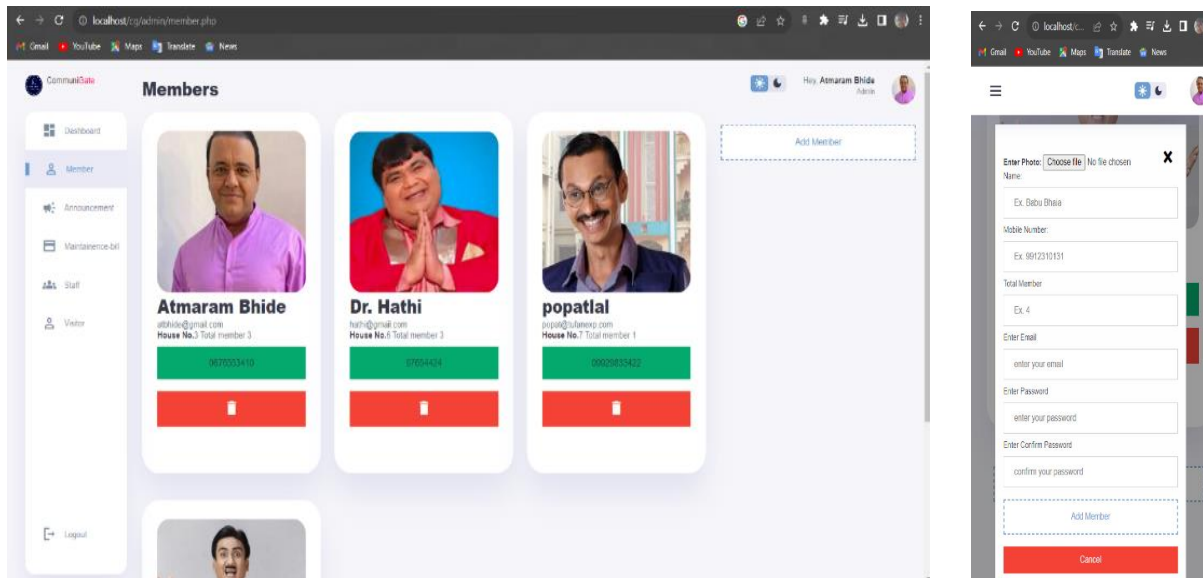 localhost/cg/admin/member.php
Gmail YouTube Maps Translate News
CommuniGate
Members
Hey, Atmaram Bhide
Admin
Dashboard
Member
Announcement
Maintainence-bill
Staff
Visitor
Logout
Add Member
Atmaram Bhide
atbhide@gmail.com
House No.3 Total member 3
Dr. Hathi
hathi@gmail.com
House No.6 Total member 3
97654424
popatlal
House No.7 Total member 1
localhost/c...
Gmail YouTube Maps Translate News
Enter Photo: Choose file No file chosen
Name:
Ex. Babu Bhaia
Mobile Number:
Ex. 9912310131
Total Member
Ex. 4
Enter Email
enter your email
Enter Password
enter your password
Enter Confirm Password
confirm your password
Add Member
Cancel